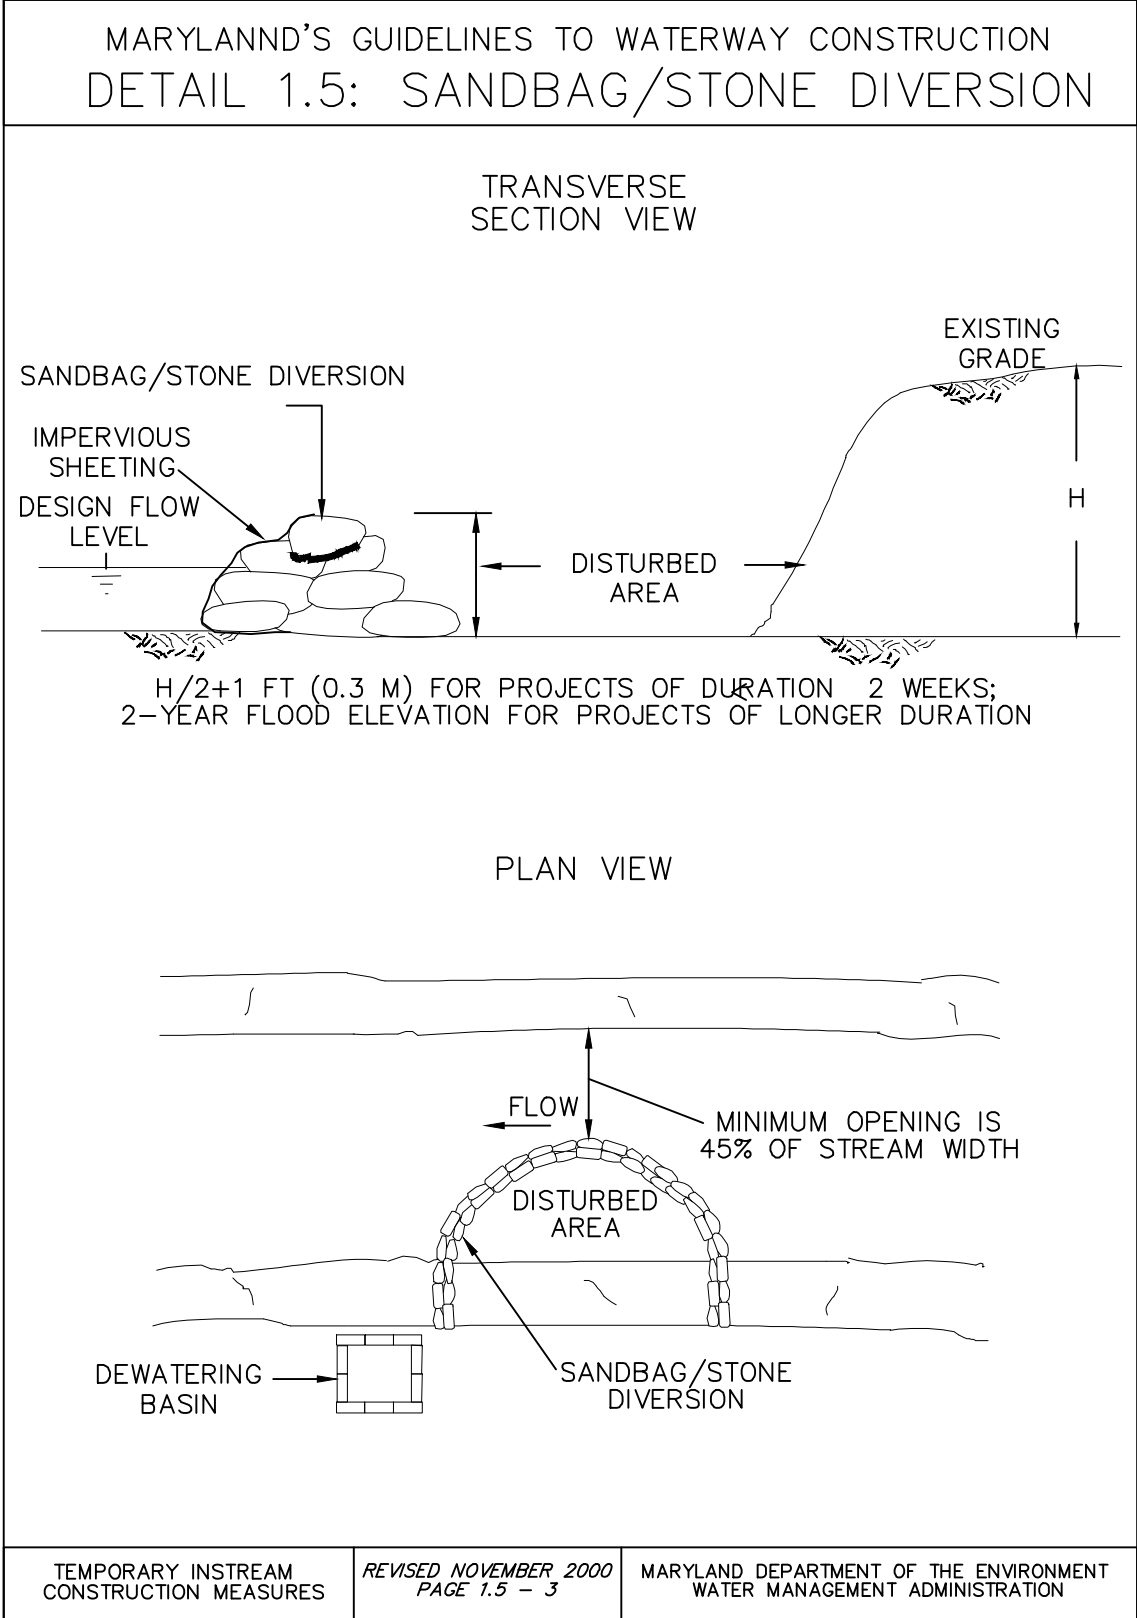 MARYLANND'S GUIDELINES TO WATERWAY CONSTRUCTION
DETAIL 1.5: SANDBAG/STONE DIVERSION
TRANSVERSE
SECTION VIEW
EXISTING
GRADE
SANDBAG/STONE DIVERSION
IMPERVIOUS
SHEETING
DESIGN FLOW
LEVEL
H
DISTURBED
AREA
H/2+1 FT (0.3 M) FOR PROJECTS OF DURATION < 2 WEEKS;
2-YEAR FLOOD ELEVATION FOR PROJECTS OF LONGER DURATION
PLAN VIEW
FLOW
MINIMUM OPENING IS
45% OF STREAM WIDTH
DISTURBED
AREA
DEWATERING
BASIN
SANDBAG/STONE
DIVERSION
TEMPORARY INSTREAM
CONSTRUCTION MEASURES
REVISED NOVEMBER 2000
PAGE 1.5 - 3
MARYLAND DEPARTMENT OF THE ENVIRONMENT
WATER MANAGEMENT ADMINISTRATION